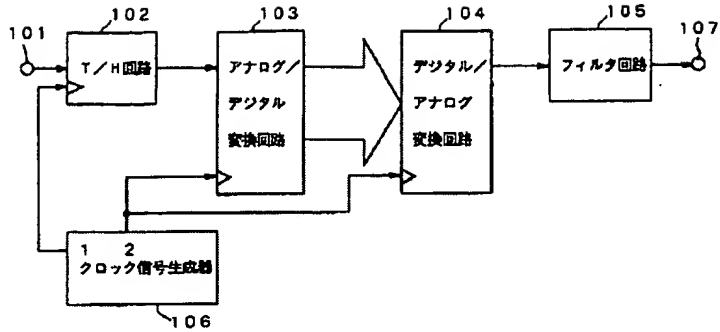 101
102
103
104
105
107
T/H回路
アナログ/
デジタル
変換回路
デジタル/
アナログ
変換回路
フィルタ回路
1 2
クロック信号生成器
106